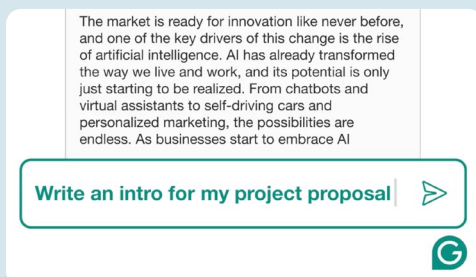 The market is ready for innovation like never before,
and one of the key drivers of this change is the rise
of artificial intelligence. AI has already transformed
the way we live and work, and its potential is only
just starting to be realized. From chatbots and
virtual assistants to self-driving cars and
personalized marketing, the possibilities are
endless. As businesses start to embrace AI
Write an intro for my project proposal
G